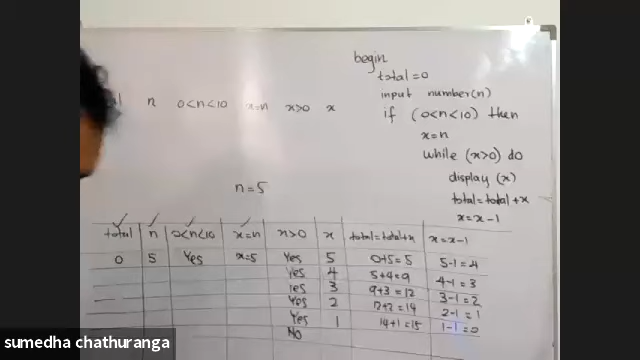 begin
total=0
input number(n)
n 0<n<10 x=n x>0 x
if (0<n<10) then
x=n
while (x>0) do
display (x)
total=total+x
x=x-1
n=5
total n 0<n<10 x=n x>0 x total=total+x x=x-1
0 5 Yes x=5 Yes 5 0+5=5 5-1=4
Yes 4 5+4=9 4-1=3
Yes 3 9+3=12 3-1=2
Yes 2 12+2=14 2-1=1
Yes 1 14+1=15 1-1=0
No
sumedha chathuranga